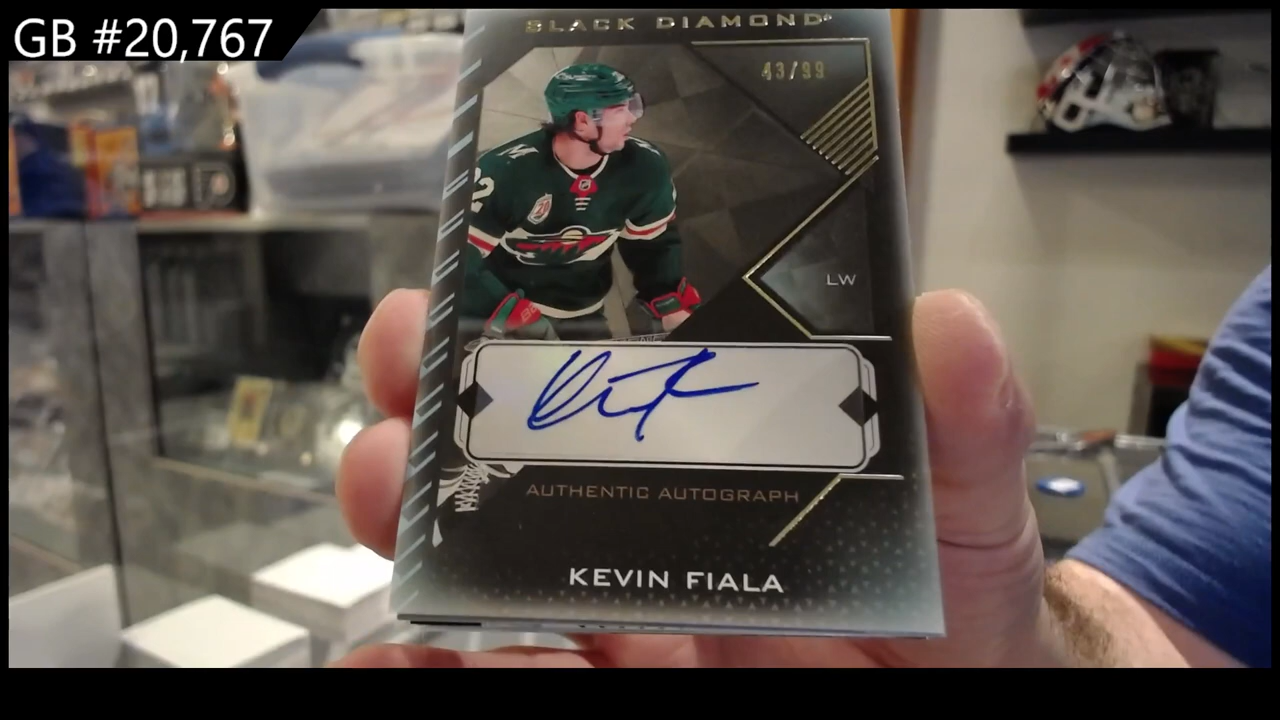 GB #20,767
BLACK DIAMOND
43/99
LW
AUTHENTIC AUTOGRAPH
KEVIN FIALA